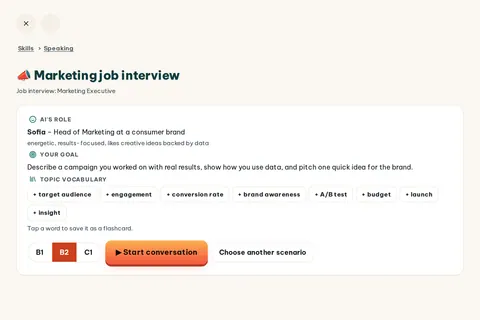 ×
Skills › Speaking
📣 Marketing job interview
Job interview: Marketing Executive
AI'S ROLE
Sofia – Head of Marketing at a consumer brand
energetic, results-focused, likes creative ideas backed by data
YOUR GOAL
Describe a campaign you worked on with real results, show how you use data, and pitch one quick idea for the brand.
TOPIC VOCABULARY
+ target audience + engagement + conversion rate + brand awareness + A/B test + budget + launch
+ insight
Tap a word to save it as a flashcard.
B1 B2 C1 ▶ Start conversation Choose another scenario